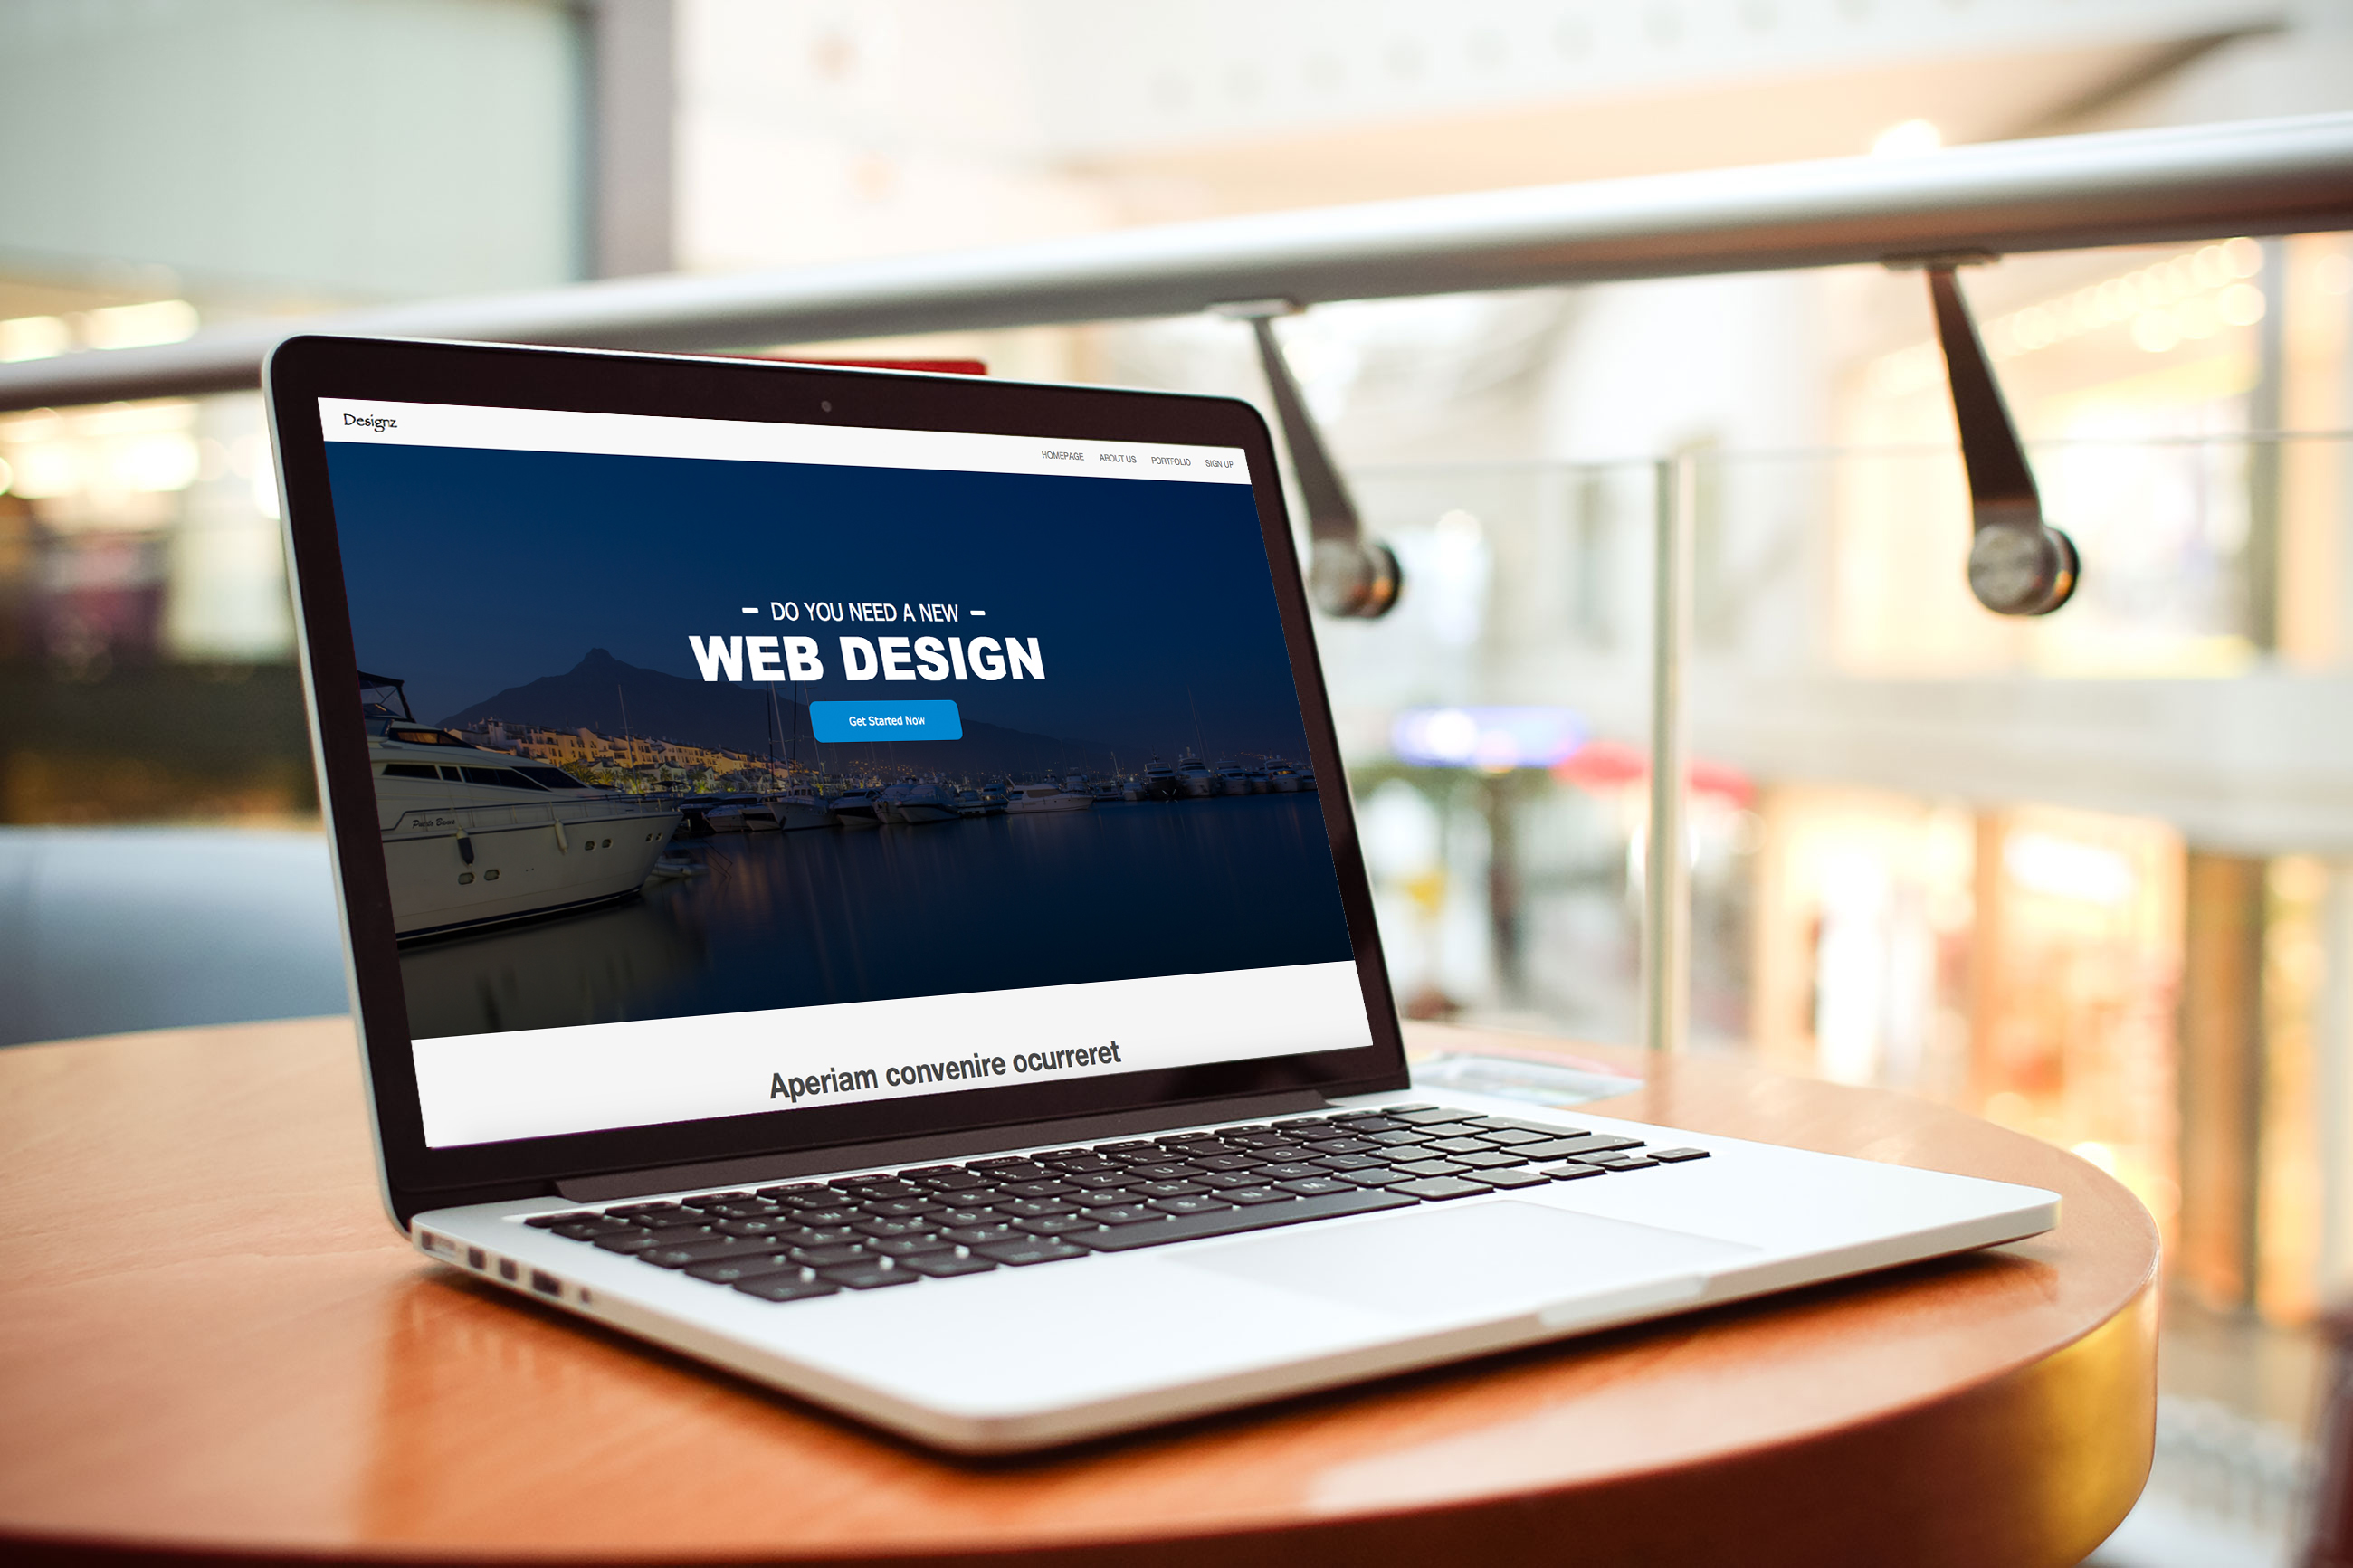 Designz
HOMEPAGE ABOUT US PORTFOLIO SIGN UP
DO YOU NEED A NEW
WEB DESIGN
Get Started Now
Aperiam convenire ocurreret